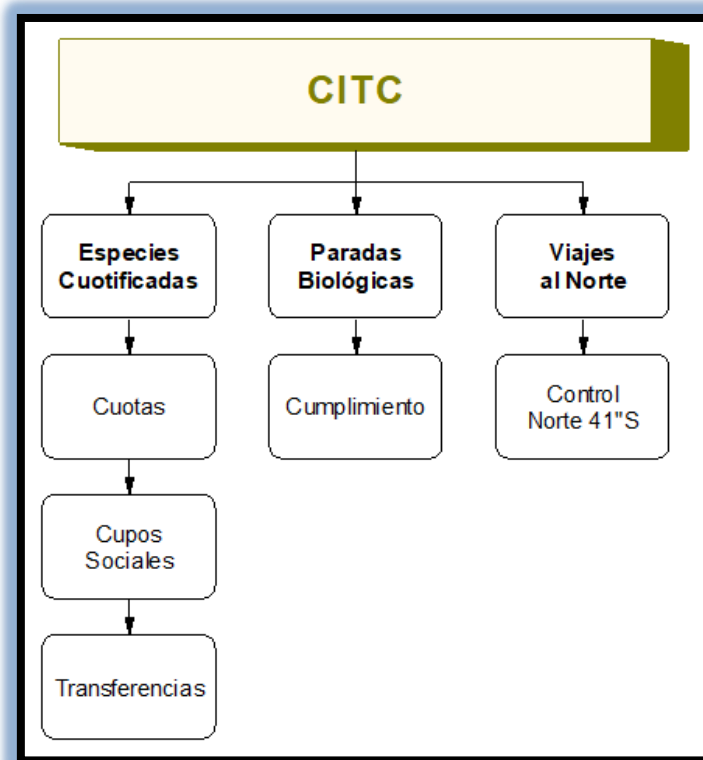 CITC
Especies
Cuotificadas
Paradas
Biológicas
Viajes
al Norte
Cuotas
Cumplimiento
Control
Norte 41"S
Cupos
Sociales
Transferencias